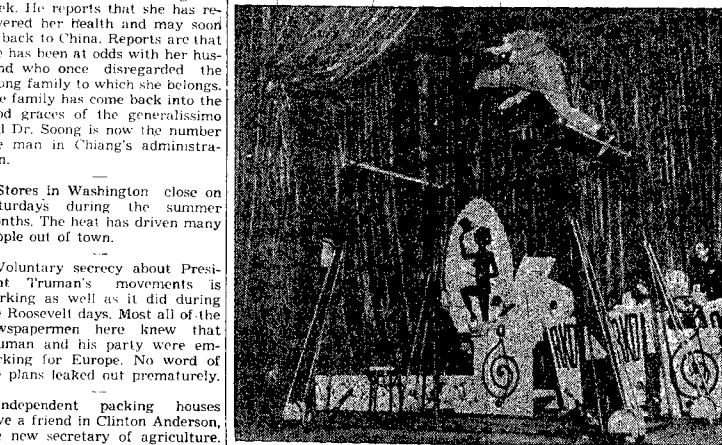 ek. He reports that she has re-
vered her health and may soon
back to China. Reports are that
e has been at odds with her hus-
nd who once disregarded the
ong family to which she belongs.
e family has come back into the
od graces of the generalissimo
d Dr. Soong is now the number
e man in Chiang's administra-
n.
Stores in Washington close on
turdays during the summer
nths. The heat has driven many
ople out of town.
Voluntary secrecy about Presi-
nt Truman's movements is
rking as well as it did during
e Roosevelt days. Most all of the
wspapermen here knew that
uman and his party were em-
rking for Europe. No word of
e plans leaked out prematurely.
ndependent packing houses
ve a friend in Clinton Anderson,
e new secretary of agriculture.